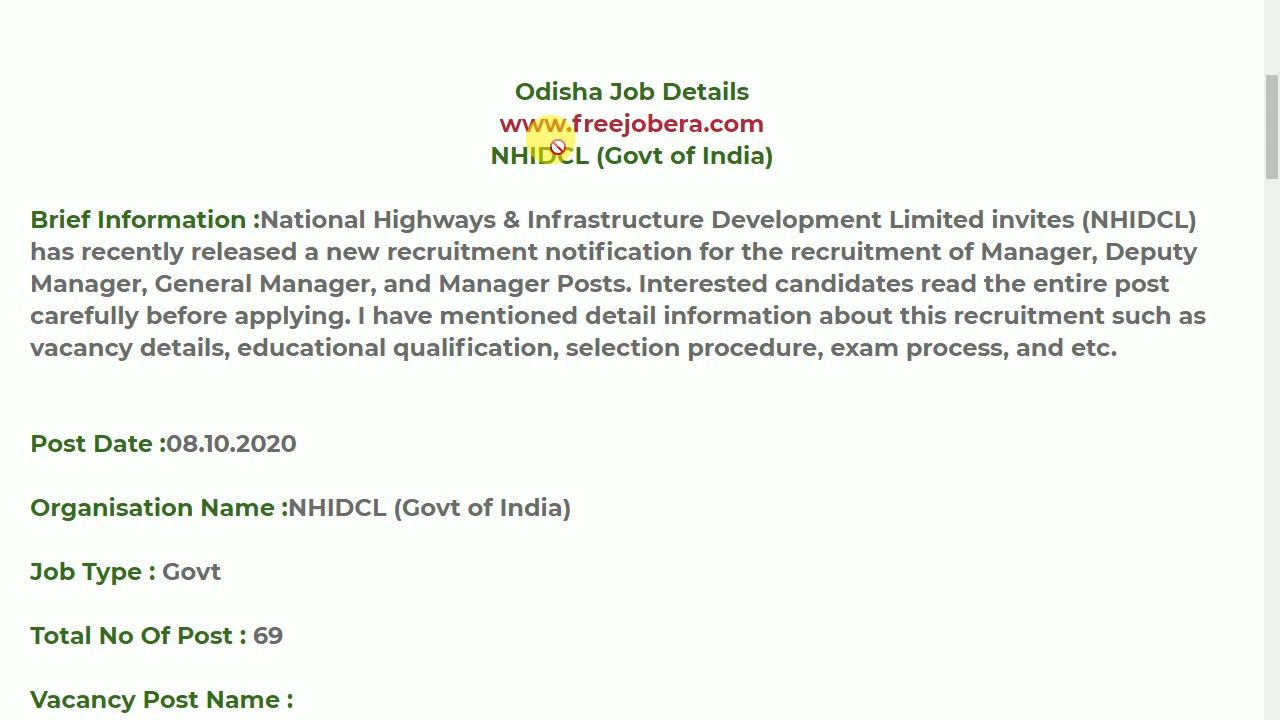 Odisha Job Details
www.freejobera.com
NHIDCL (Govt of India)
Brief Information :National Highways & Infrastructure Development Limited invites (NHIDCL)
has recently released a new recruitment notification for the recruitment of Manager, Deputy
Manager, General Manager, and Manager Posts. Interested candidates read the entire post
carefully before applying. I have mentioned detail information about this recruitment such as
vacancy details, educational qualification, selection procedure, exam process, and etc.
Post Date :08.10.2020
Organisation Name :NHIDCL (Govt of India)
Job Type : Govt
Total No Of Post : 69
Vacancy Post Name :